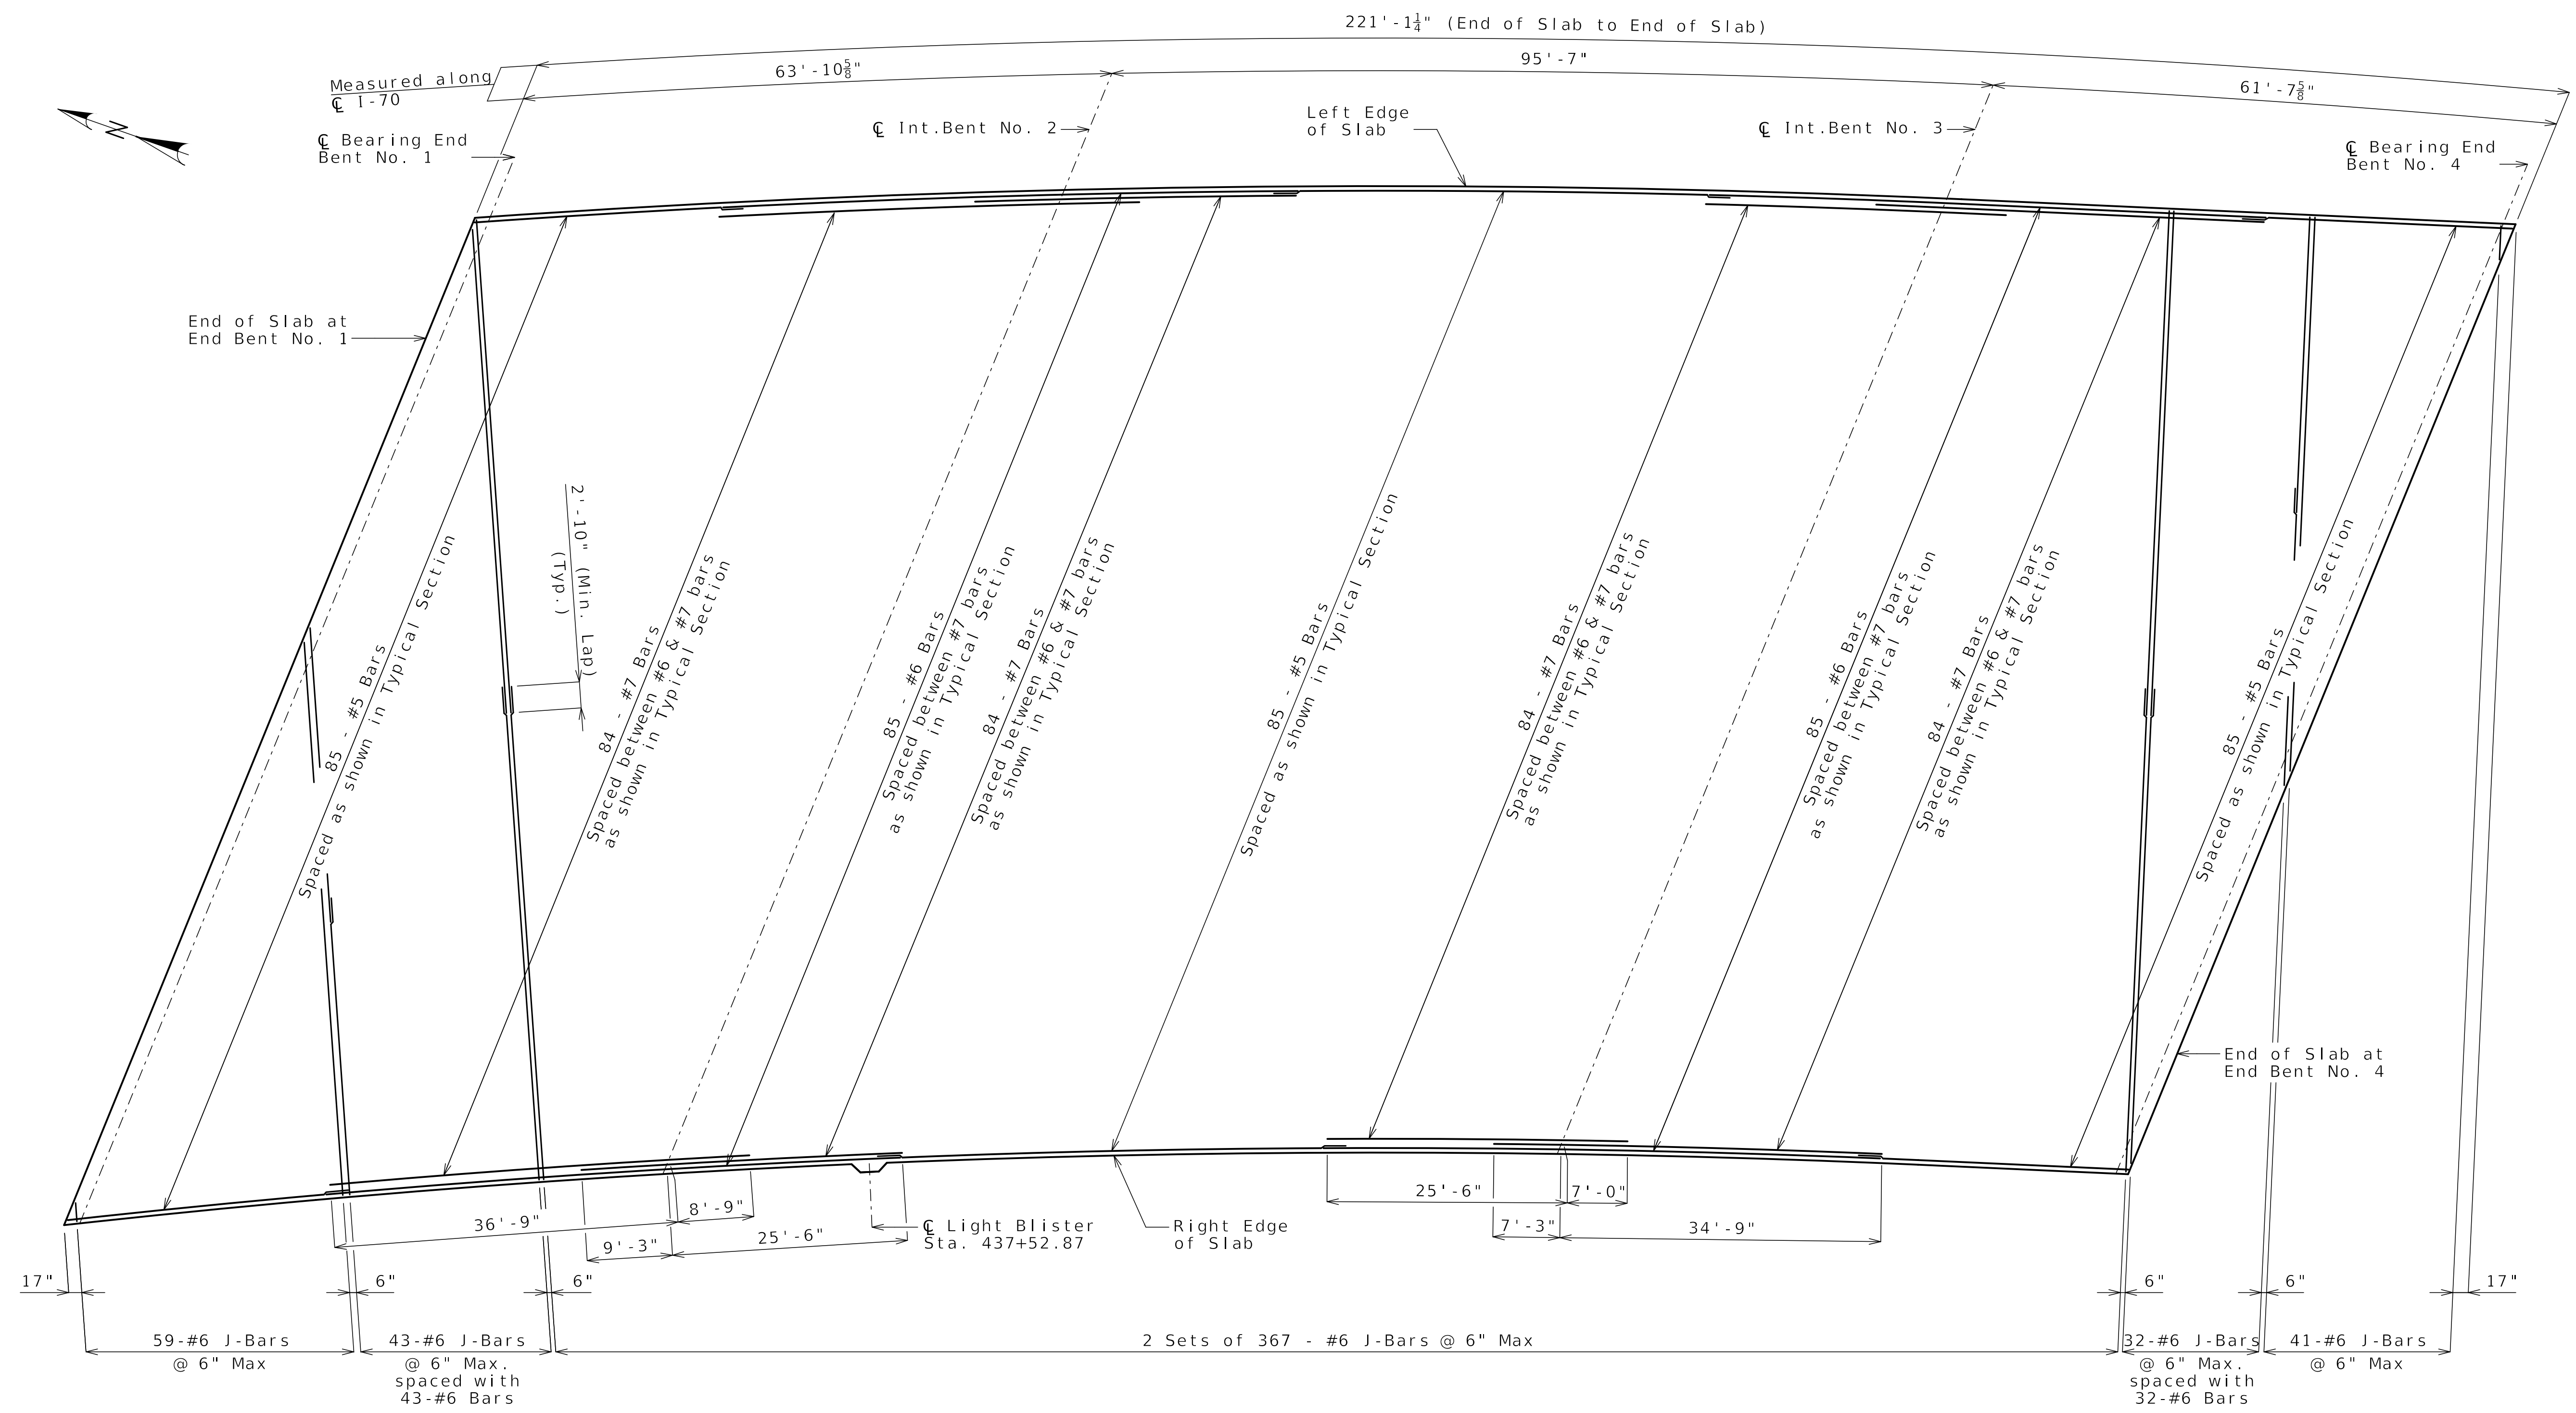 221'-1¼" (End of Slab to End of Slab)
63'-10⅝"
95'-7"
61'-7⅝"
Measured along
℄ I-70
N
℄ Bearing End
Bent No. 1
℄ Int.Bent No. 2
Left Edge
of Slab
℄ Int.Bent No. 3
℄ Bearing End
Bent No. 4
End of Slab at
End Bent No. 1
2'-10" (Min. Lap)
(Typ.)
85 - #5 Bars
Spaced as shown in Typical Section
84 - #7 Bars
Spaced between #6 & #7 bars
as shown in Typical Section
85 - #6 Bars
Spaced between #7 bars
as shown in Typical Section
84 - #7 Bars
Spaced between #6 & #7 bars
as shown in Typical Section
85 - #5 Bars
Spaced as shown in Typical Section
84 - #7 Bars
Spaced between #6 & #7 bars
as shown in Typical Section
85 - #6 Bars
Spaced between #7 bars
as shown in Typical Section
84 - #7 Bars
Spaced between #6 & #7 bars
as shown in Typical Section
85 - #5 Bars
Spaced as shown in Typical Section
End of Slab at
End Bent No. 4
36'-9"
8'-9"
9'-3"
25'-6"
℄ Light Blister
Sta. 437+52.87
Right Edge
of Slab
25'-6"
7'-0"
7'-3"
34'-9"
17"
6"
6"
6"
6"
17"
59-#6 J-Bars
@ 6" Max
43-#6 J-Bars
@ 6" Max.
spaced with
43-#6 Bars
2 Sets of 367 - #6 J-Bars @ 6" Max
32-#6 J-Bars
@ 6" Max.
spaced with
32-#6 Bars
41-#6 J-Bars
@ 6" Max